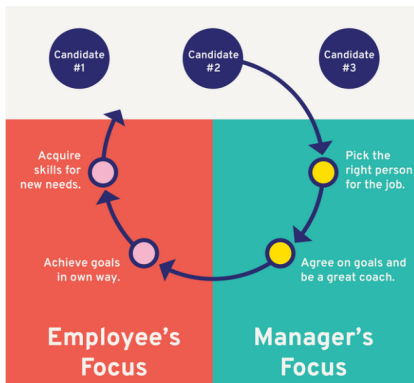 Candidate
#1
Candidate
#2
Candidate
#3
Acquire
skills for
new needs.
Pick the
right person
for the job.
Achieve goals
in own way.
Agree on goals and
be a great coach.
Employee's
Focus
Manager's
Focus